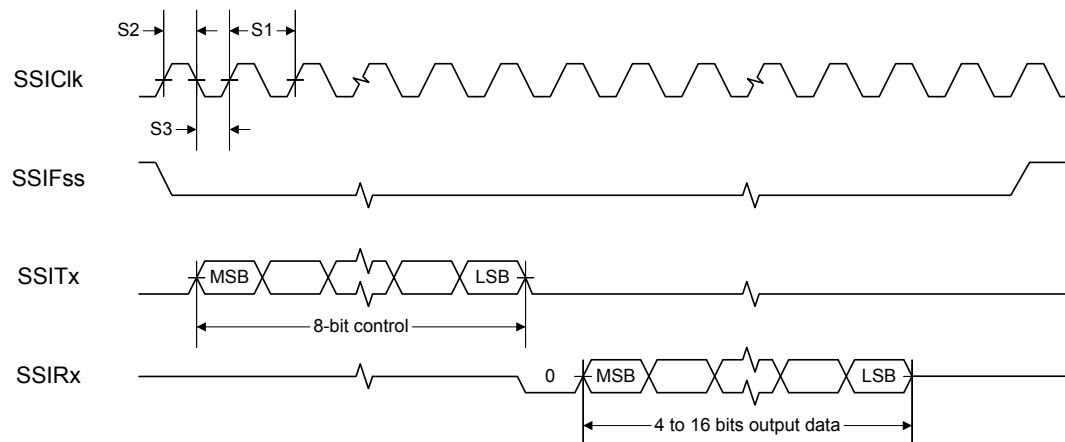 S2 S1
SSIClk
S3
SSIFss
SSITx MSB LSB
8-bit control
SSIRx 0 MSB LSB
4 to 16 bits output data